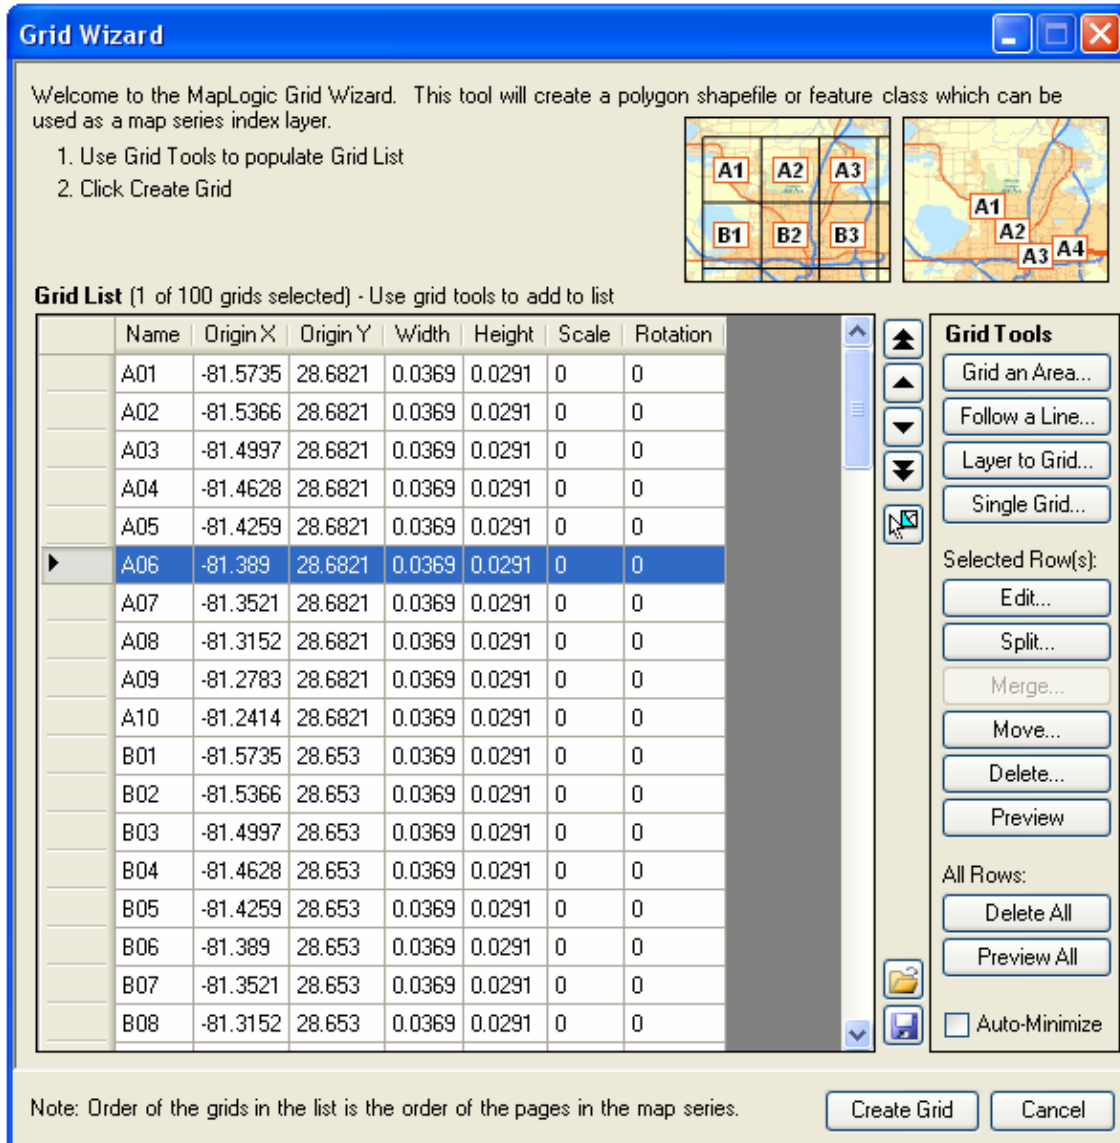 Grid Wizard
Welcome to the MapLogic Grid Wizard. This tool will create a polygon shapefile or feature class which can be
used as a map series index layer.
1. Use Grid Tools to populate Grid List
2. Click Create Grid
A1 A2 A3
B1 B2 B3
A1
A2
A3 A4
Grid List (1 of 100 grids selected) - Use grid tools to add to list
Name Origin X Origin Y Width Height Scale Rotation
A01 -81.5735 28.6821 0.0369 0.0291 0 0
A02 -81.5366 28.6821 0.0369 0.0291 0 0
A03 -81.4997 28.6821 0.0369 0.0291 0 0
A04 -81.4628 28.6821 0.0369 0.0291 0 0
A05 -81.4259 28.6821 0.0369 0.0291 0 0
A06 -81.389 28.6821 0.0369 0.0291 0 0
A07 -81.3521 28.6821 0.0369 0.0291 0 0
A08 -81.3152 28.6821 0.0369 0.0291 0 0
A09 -81.2783 28.6821 0.0369 0.0291 0 0
A10 -81.2414 28.6821 0.0369 0.0291 0 0
B01 -81.5735 28.653 0.0369 0.0291 0 0
B02 -81.5366 28.653 0.0369 0.0291 0 0
B03 -81.4997 28.653 0.0369 0.0291 0 0
B04 -81.4628 28.653 0.0369 0.0291 0 0
B05 -81.4259 28.653 0.0369 0.0291 0 0
B06 -81.389 28.653 0.0369 0.0291 0 0
B07 -81.3521 28.653 0.0369 0.0291 0 0
B08 -81.3152 28.653 0.0369 0.0291 0 0
Grid Tools
Grid an Area...
Follow a Line...
Layer to Grid...
Single Grid...
Selected Row(s):
Edit...
Split...
Merge...
Move...
Delete...
Preview
All Rows:
Delete All
Preview All
Auto-Minimize
Note: Order of the grids in the list is the order of the pages in the map series.
Create Grid
Cancel